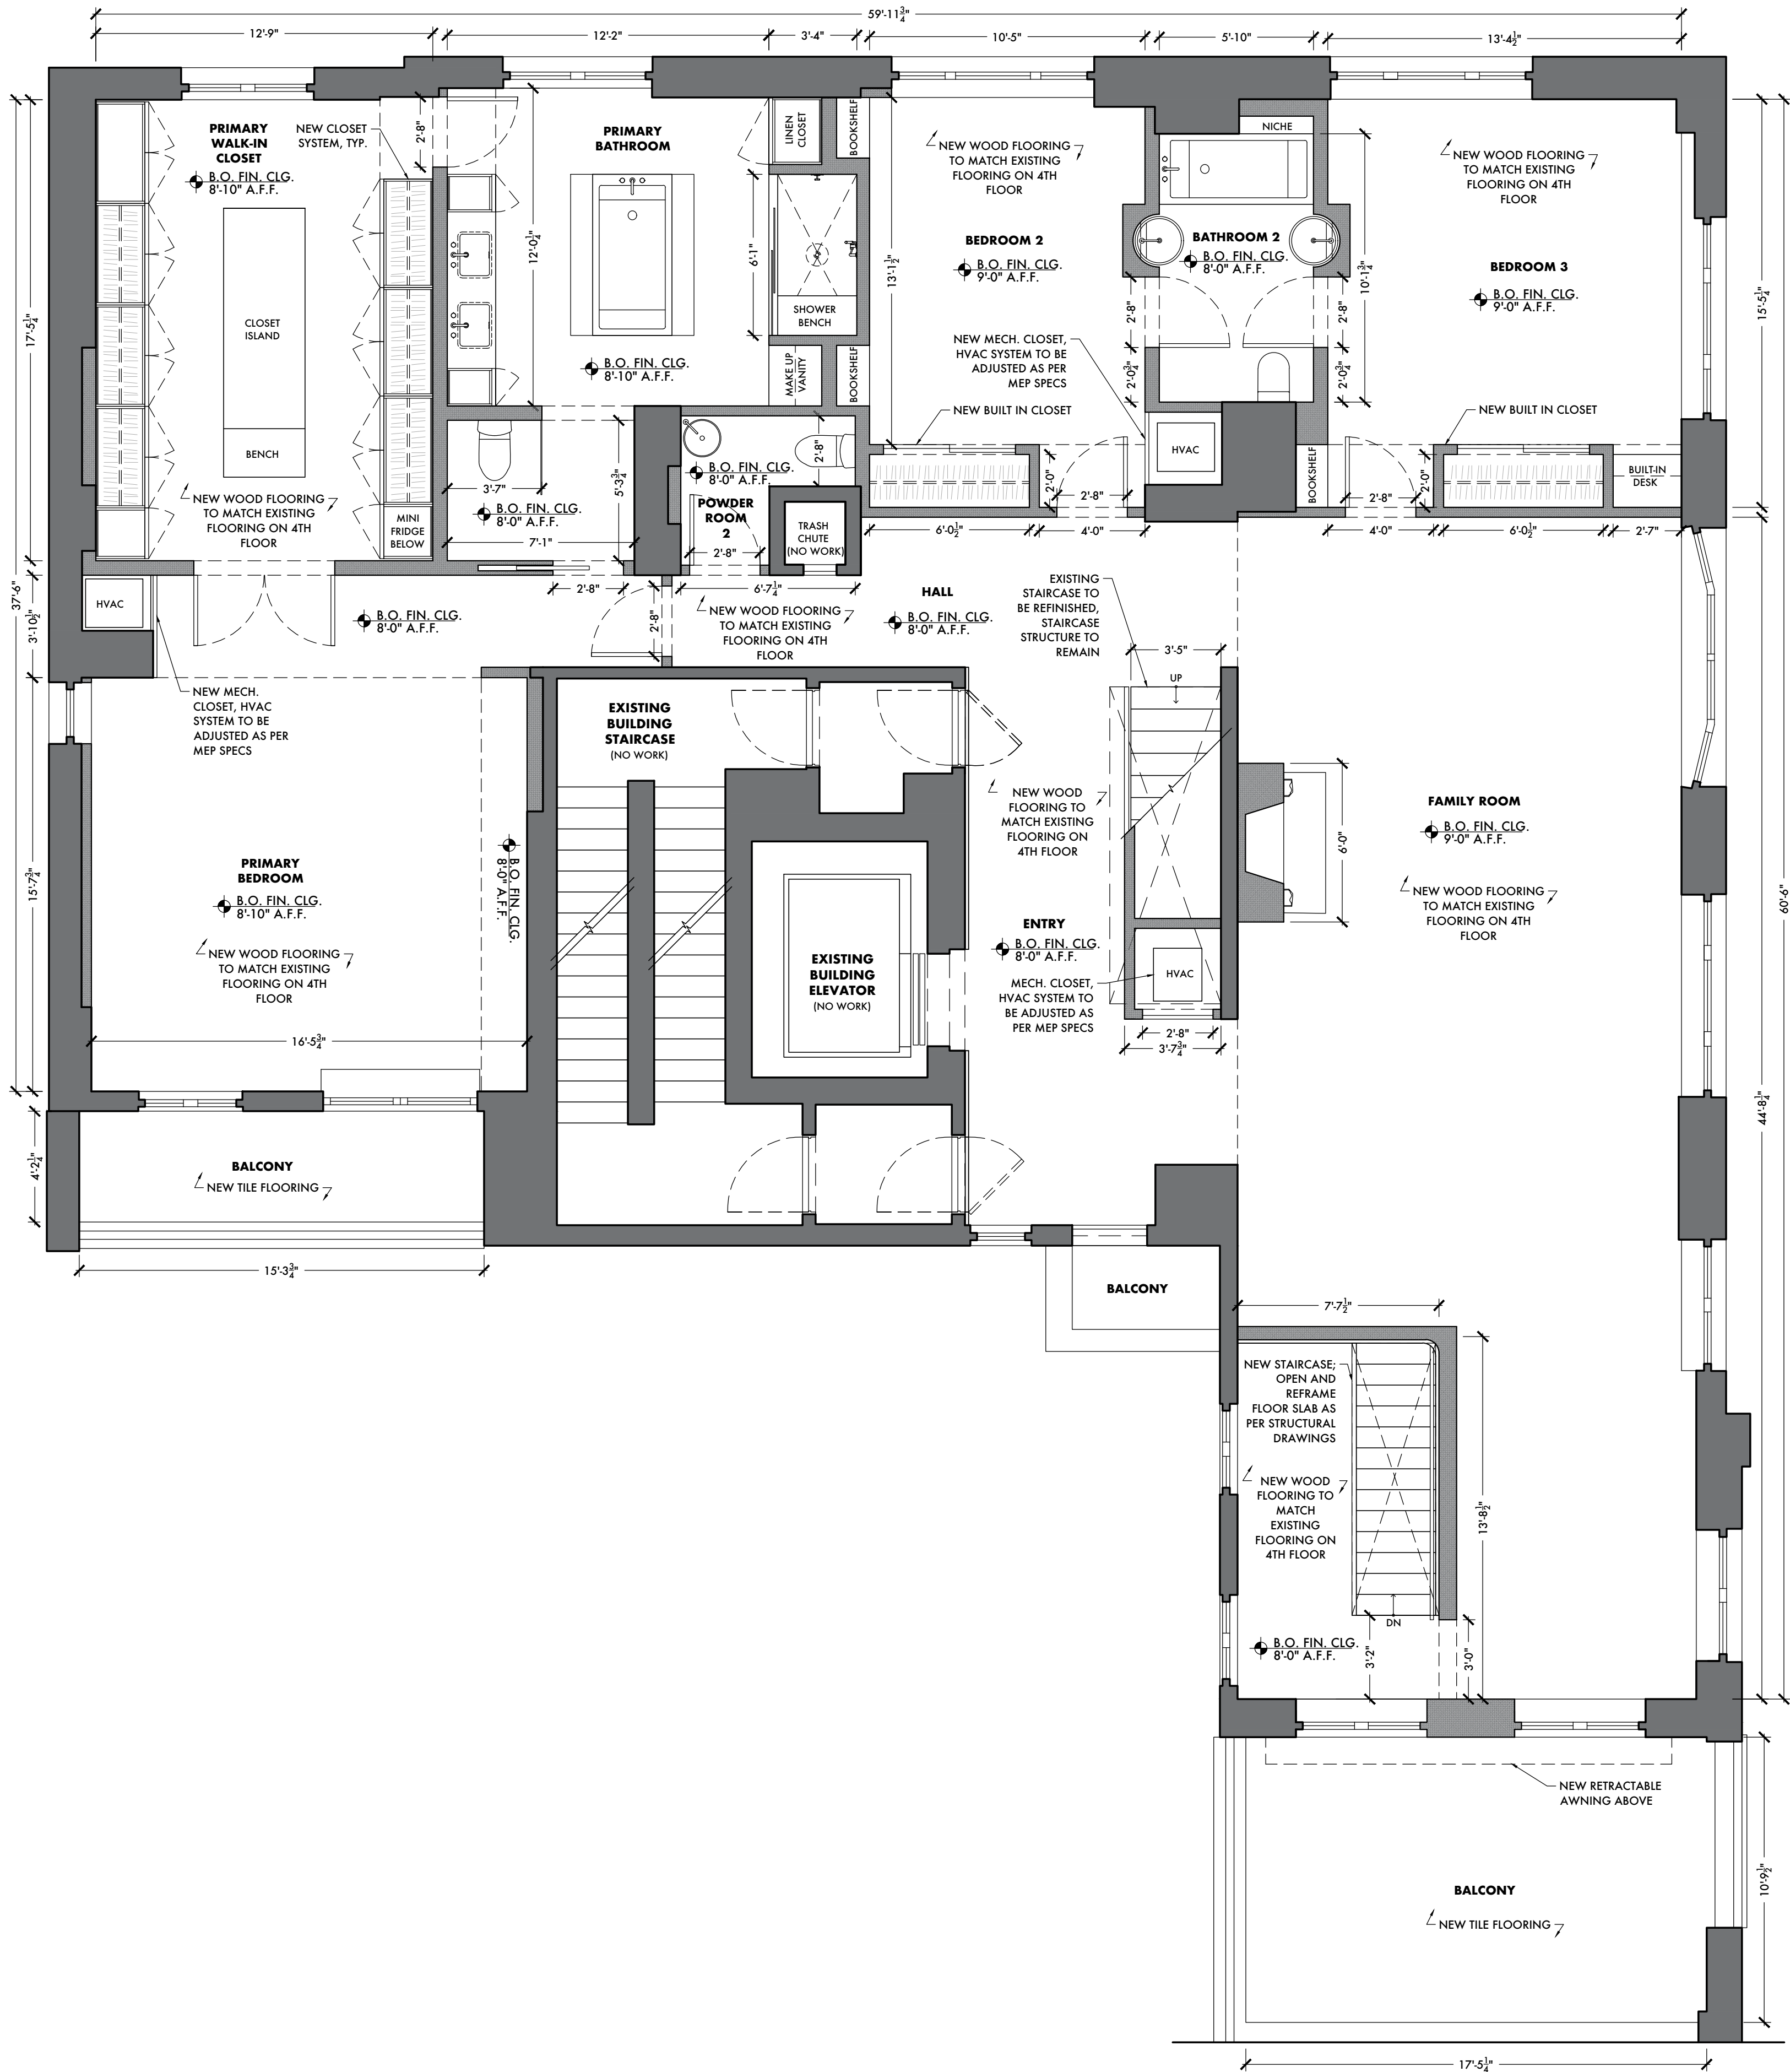 59'-11 3/4"
12'-9"
12'-2"
3'-4"
10'-5"
5'-10"
13'-4 1/2"
PRIMARY
WALK-IN
CLOSET
B.O. FIN. CLG.
8'-10" A.F.F.
NEW CLOSET
SYSTEM, TYP.
2'-8"
CLOSET
ISLAND
BENCH
NEW WOOD FLOORING
TO MATCH EXISTING
FLOORING ON 4TH
FLOOR
MINI
FRIDGE
BELOW
17'-5 1/4"
37'-6"
3'-10 1/2"
15'-7 3/4"
4'-2 1/4"
PRIMARY
BATHROOM
12'-0 1/4"
B.O. FIN. CLG.
8'-10" A.F.F.
LINEN
CLOSET
BOOKSHELF
6'-1"
SHOWER
BENCH
MAKE UP
VANITY
BOOKSHELF
3'-7"
B.O. FIN. CLG.
8'-0" A.F.F.
7'-1"
5'-3 3/4"
2'-8"
B.O. FIN. CLG.
8'-0" A.F.F.
POWDER
ROOM
2
2'-8"
2'-8"
TRASH
CHUTE
(NO WORK)
6'-7 1/4"
2'-8"
NEW WOOD FLOORING
TO MATCH EXISTING
FLOORING ON 4TH
FLOOR
BEDROOM 2
B.O. FIN. CLG.
9'-0" A.F.F.
13'-1 1/2"
NEW WOOD FLOORING
TO MATCH EXISTING
FLOORING ON 4TH
FLOOR
NEW MECH. CLOSET,
HVAC SYSTEM TO BE
ADJUSTED AS PER
MEP SPECS
NEW BUILT IN CLOSET
2'-0"
2'-8"
6'-0 1/2"
4'-0"
HVAC
NICHE
BATHROOM 2
B.O. FIN. CLG.
8'-0" A.F.F.
10'-1 3/4"
2'-8"
2'-8"
2'-0 3/4"
2'-0 3/4"
BOOKSHELF
NEW WOOD FLOORING
TO MATCH EXISTING
FLOORING ON 4TH
FLOOR
BEDROOM 3
B.O. FIN. CLG.
9'-0" A.F.F.
NEW BUILT IN CLOSET
2'-0"
2'-8"
BUILT-IN
DESK
4'-0"
6'-0 1/2"
2'-7"
15'-5 1/4"
60'-6"
44'-8 1/4"
HVAC
B.O. FIN. CLG.
8'-0" A.F.F.
NEW MECH.
CLOSET, HVAC
SYSTEM TO BE
ADJUSTED AS PER
MEP SPECS
HALL
B.O. FIN. CLG.
8'-0" A.F.F.
EXISTING
STAIRCASE TO
BE REFINISHED,
STAIRCASE
STRUCTURE TO
REMAIN
3'-5"
UP
EXISTING
BUILDING
STAIRCASE
(NO WORK)
NEW WOOD
FLOORING TO
MATCH EXISTING
FLOORING ON
4TH FLOOR
6'-0"
FAMILY ROOM
B.O. FIN. CLG.
9'-0" A.F.F.
NEW WOOD FLOORING
TO MATCH EXISTING
FLOORING ON 4TH
FLOOR
PRIMARY
BEDROOM
B.O. FIN. CLG.
8'-10" A.F.F.
NEW WOOD FLOORING
TO MATCH EXISTING
FLOORING ON 4TH
FLOOR
B.O. FIN. CLG.
8'-0" A.F.F.
16'-5 3/4"
EXISTING
BUILDING
ELEVATOR
(NO WORK)
ENTRY
B.O. FIN. CLG.
8'-0" A.F.F.
MECH. CLOSET,
HVAC SYSTEM TO
BE ADJUSTED AS
PER MEP SPECS
HVAC
2'-8"
3'-7 3/4"
BALCONY
NEW TILE FLOORING
15'-3 3/4"
BALCONY
7'-7 1/2"
NEW STAIRCASE;
OPEN AND
REFRAME
FLOOR SLAB AS
PER STRUCTURAL
DRAWINGS
NEW WOOD
FLOORING TO
MATCH
EXISTING
FLOORING ON
4TH FLOOR
13'-8 1/2"
DN
B.O. FIN. CLG.
8'-0" A.F.F.
3'-2"
3'-0"
NEW RETRACTABLE
AWNING ABOVE
BALCONY
NEW TILE FLOORING
10'-9 1/2"
17'-5 1/4"